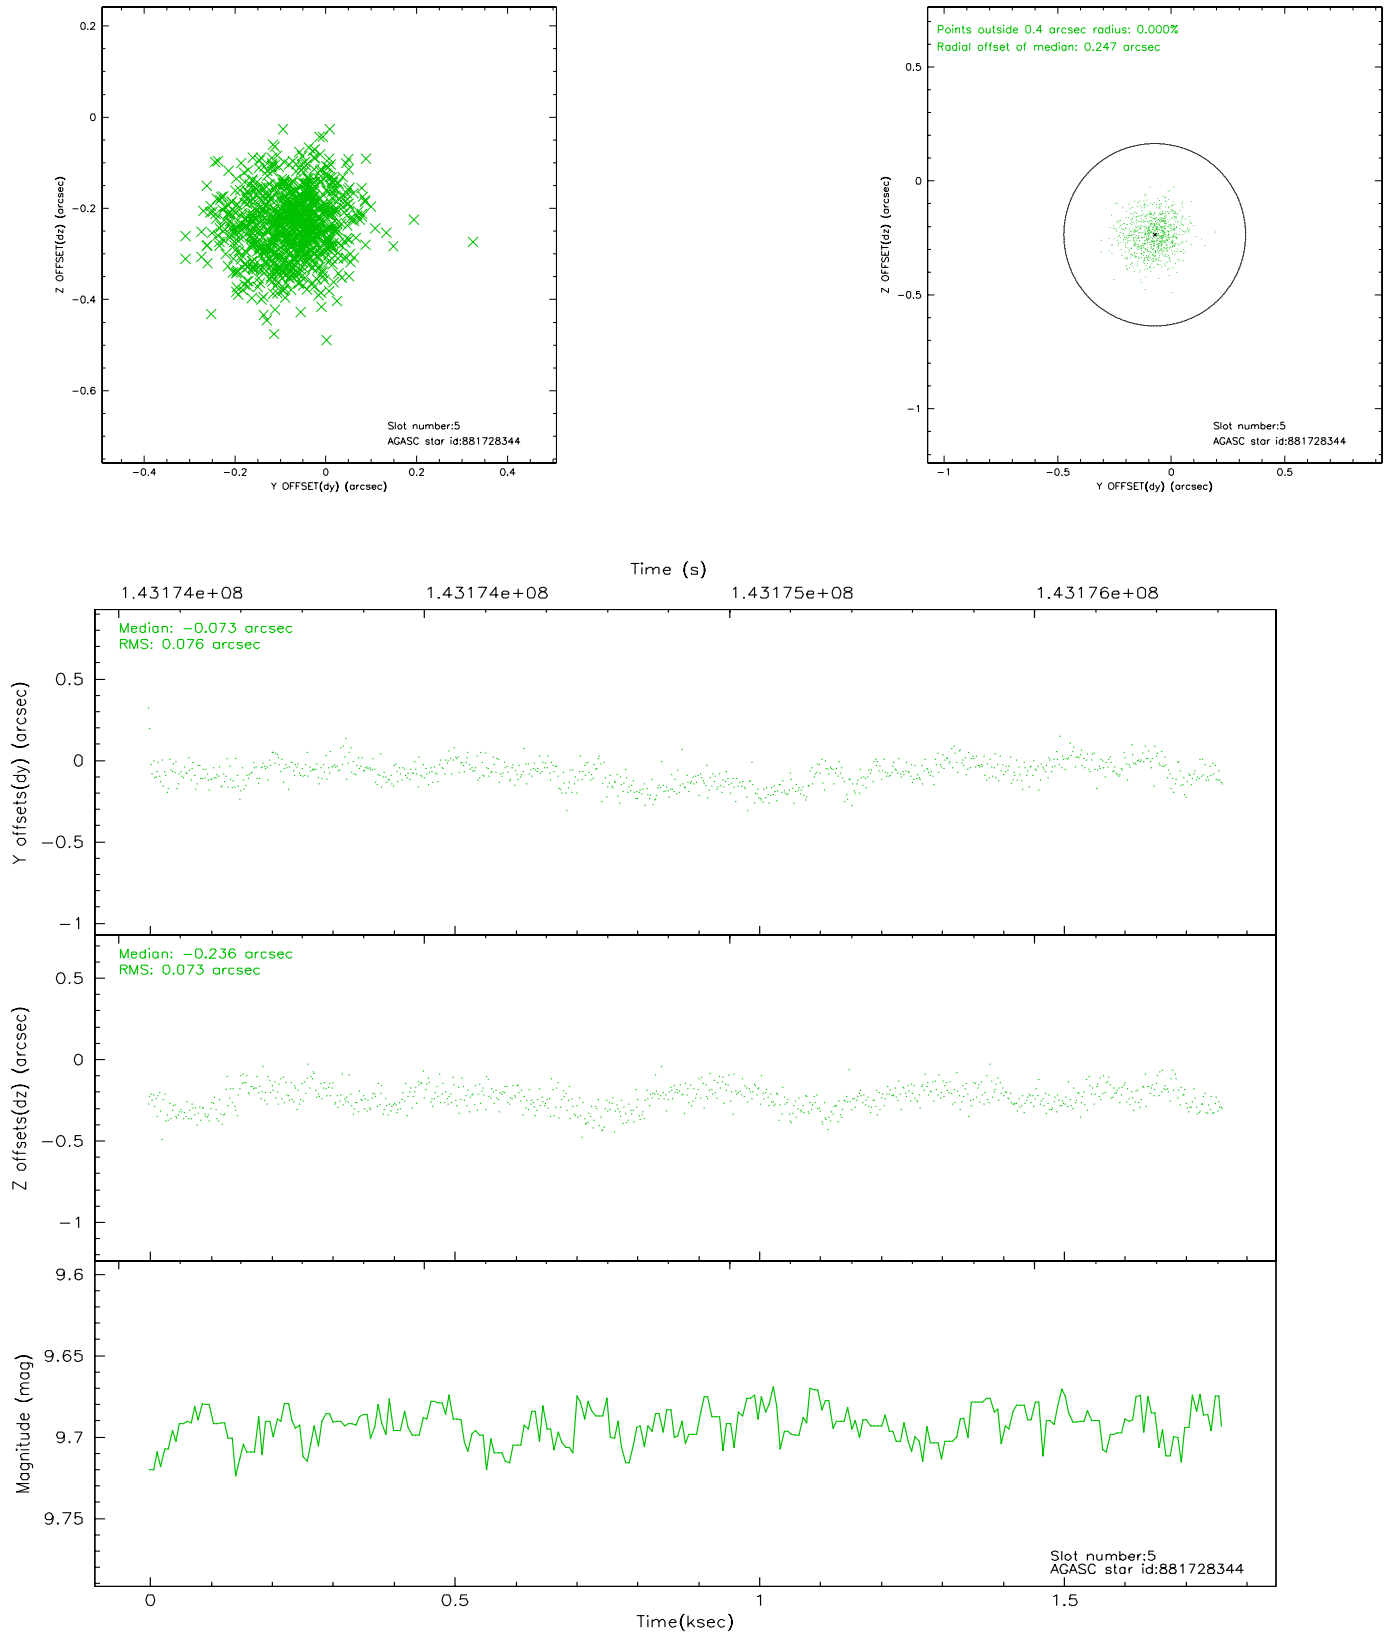 0.2
0
−0.2
−0.4
−0.6
Z OFFSET(dz) (arcsec)
Slot number:5
AGASC star id:881728344
−0.4 −0.2 0 0.2 0.4
Y OFFSET(dy) (arcsec)
Points outside 0.4 arcsec radius: 0.000%
Radial offset of median: 0.247 arcsec
0.5
0
−0.5
−1
Z OFFSET(dz) (arcsec)
Slot number:5
AGASC star id:881728344
−1 −0.5 0 0.5
Y OFFSET(dy) (arcsec)
Time (s)
1.43174e+08 1.43174e+08 1.43175e+08 1.43176e+08
Median: −0.073 arcsec
RMS: 0.076 arcsec
0.5
0
−0.5
−1
Y offsets(dy) (arcsec)
Median: −0.236 arcsec
RMS: 0.073 arcsec
0.5
0
−0.5
−1
Z offsets(dz) (arcsec)
9.6
9.65
9.7
9.75
Magnitude (mag)
Slot number:5
AGASC star id:881728344
0 0.5 1 1.5
Time(ksec)